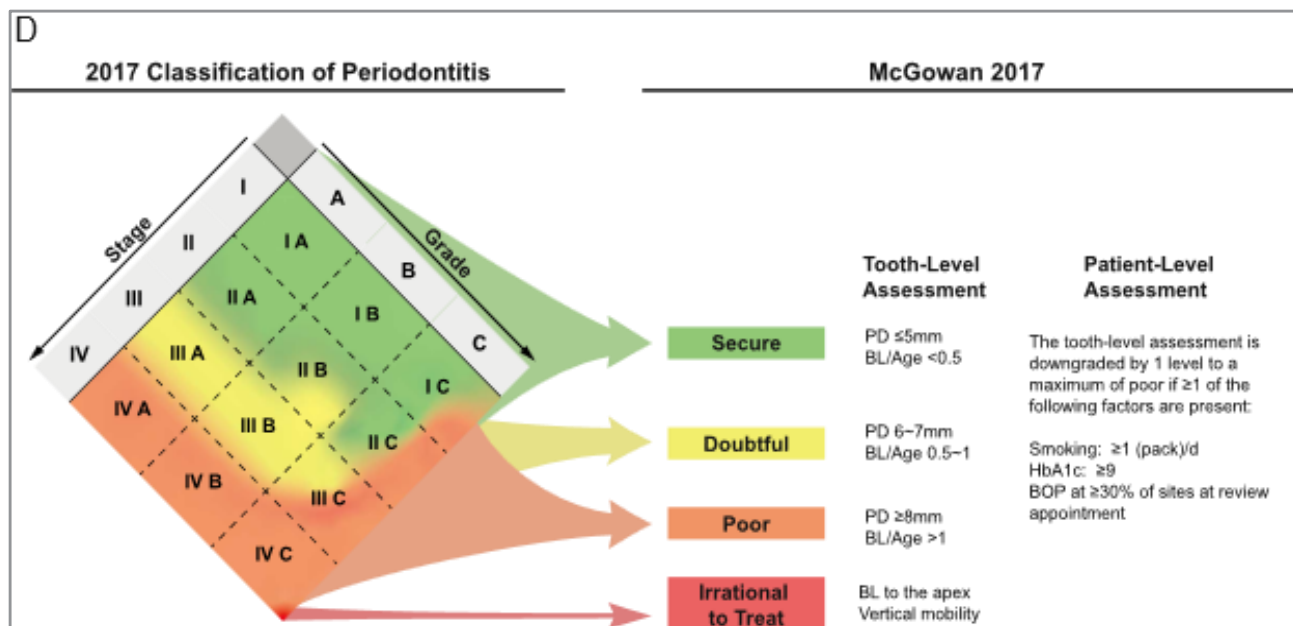 D
2017 Classification of Periodontitis
McGowan 2017
Stage
Grade
I
II
III
IV
A
B
C
I A
II A
I B
III A
II B
I C
IV A
III B
II C
IV B
III C
IV C
Tooth-Level
Assessment
Patient-Level
Assessment
Secure
PD ≤5mm
BL/Age <0.5
Doubtful
PD 6–7mm
BL/Age 0.5–1
Poor
PD ≥8mm
BL/Age >1
Irrational
to Treat
BL to the apex
Vertical mobility
The tooth-level assessment is
downgraded by 1 level to a
maximum of poor if ≥1 of the
following factors are present:
Smoking: ≥1 (pack)/d
HbA1c: ≥9
BOP at ≥30% of sites at review
appointment